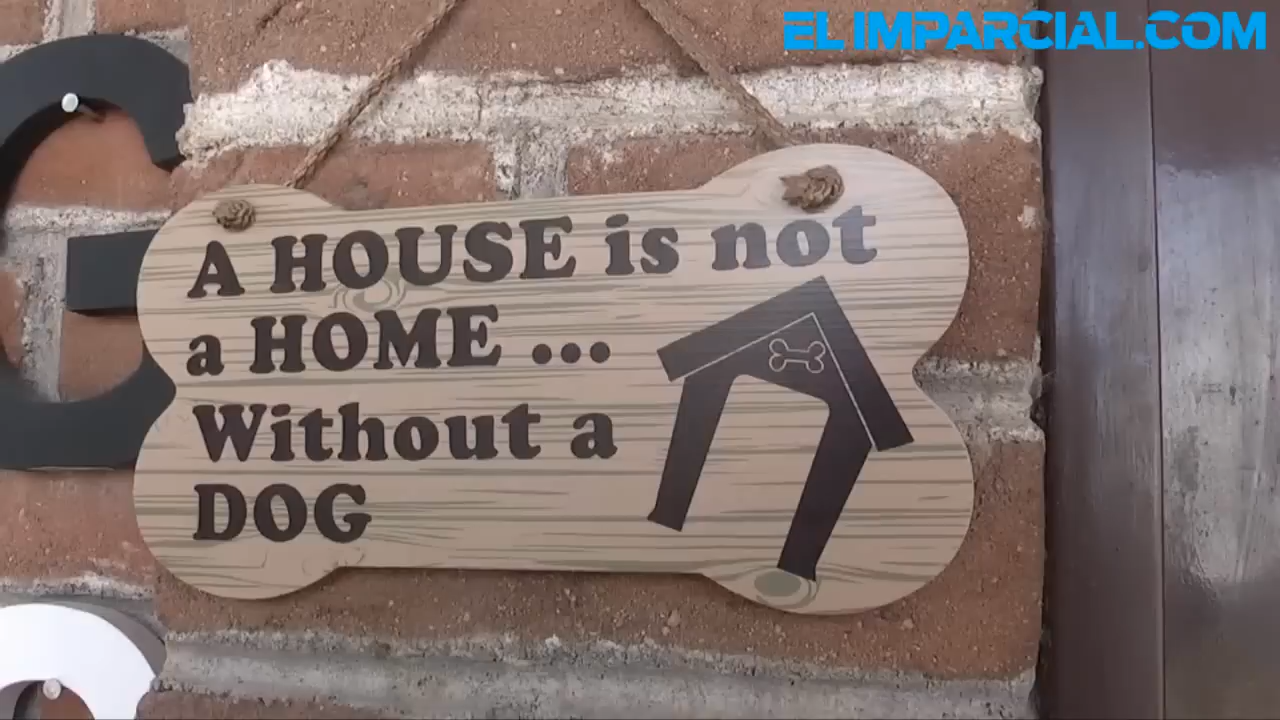 EL IMPARCIAL.COM
A HOUSE is not
a HOME ...
Without a
DOG